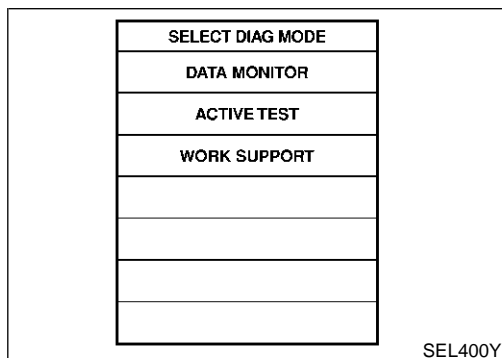 SELECT DIAG MODE
DATA MONITOR
ACTIVE TEST
WORK SUPPORT
SEL400Y